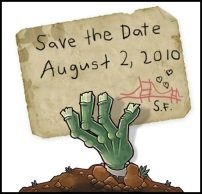 Save the Date
August 2, 2010
S.F.